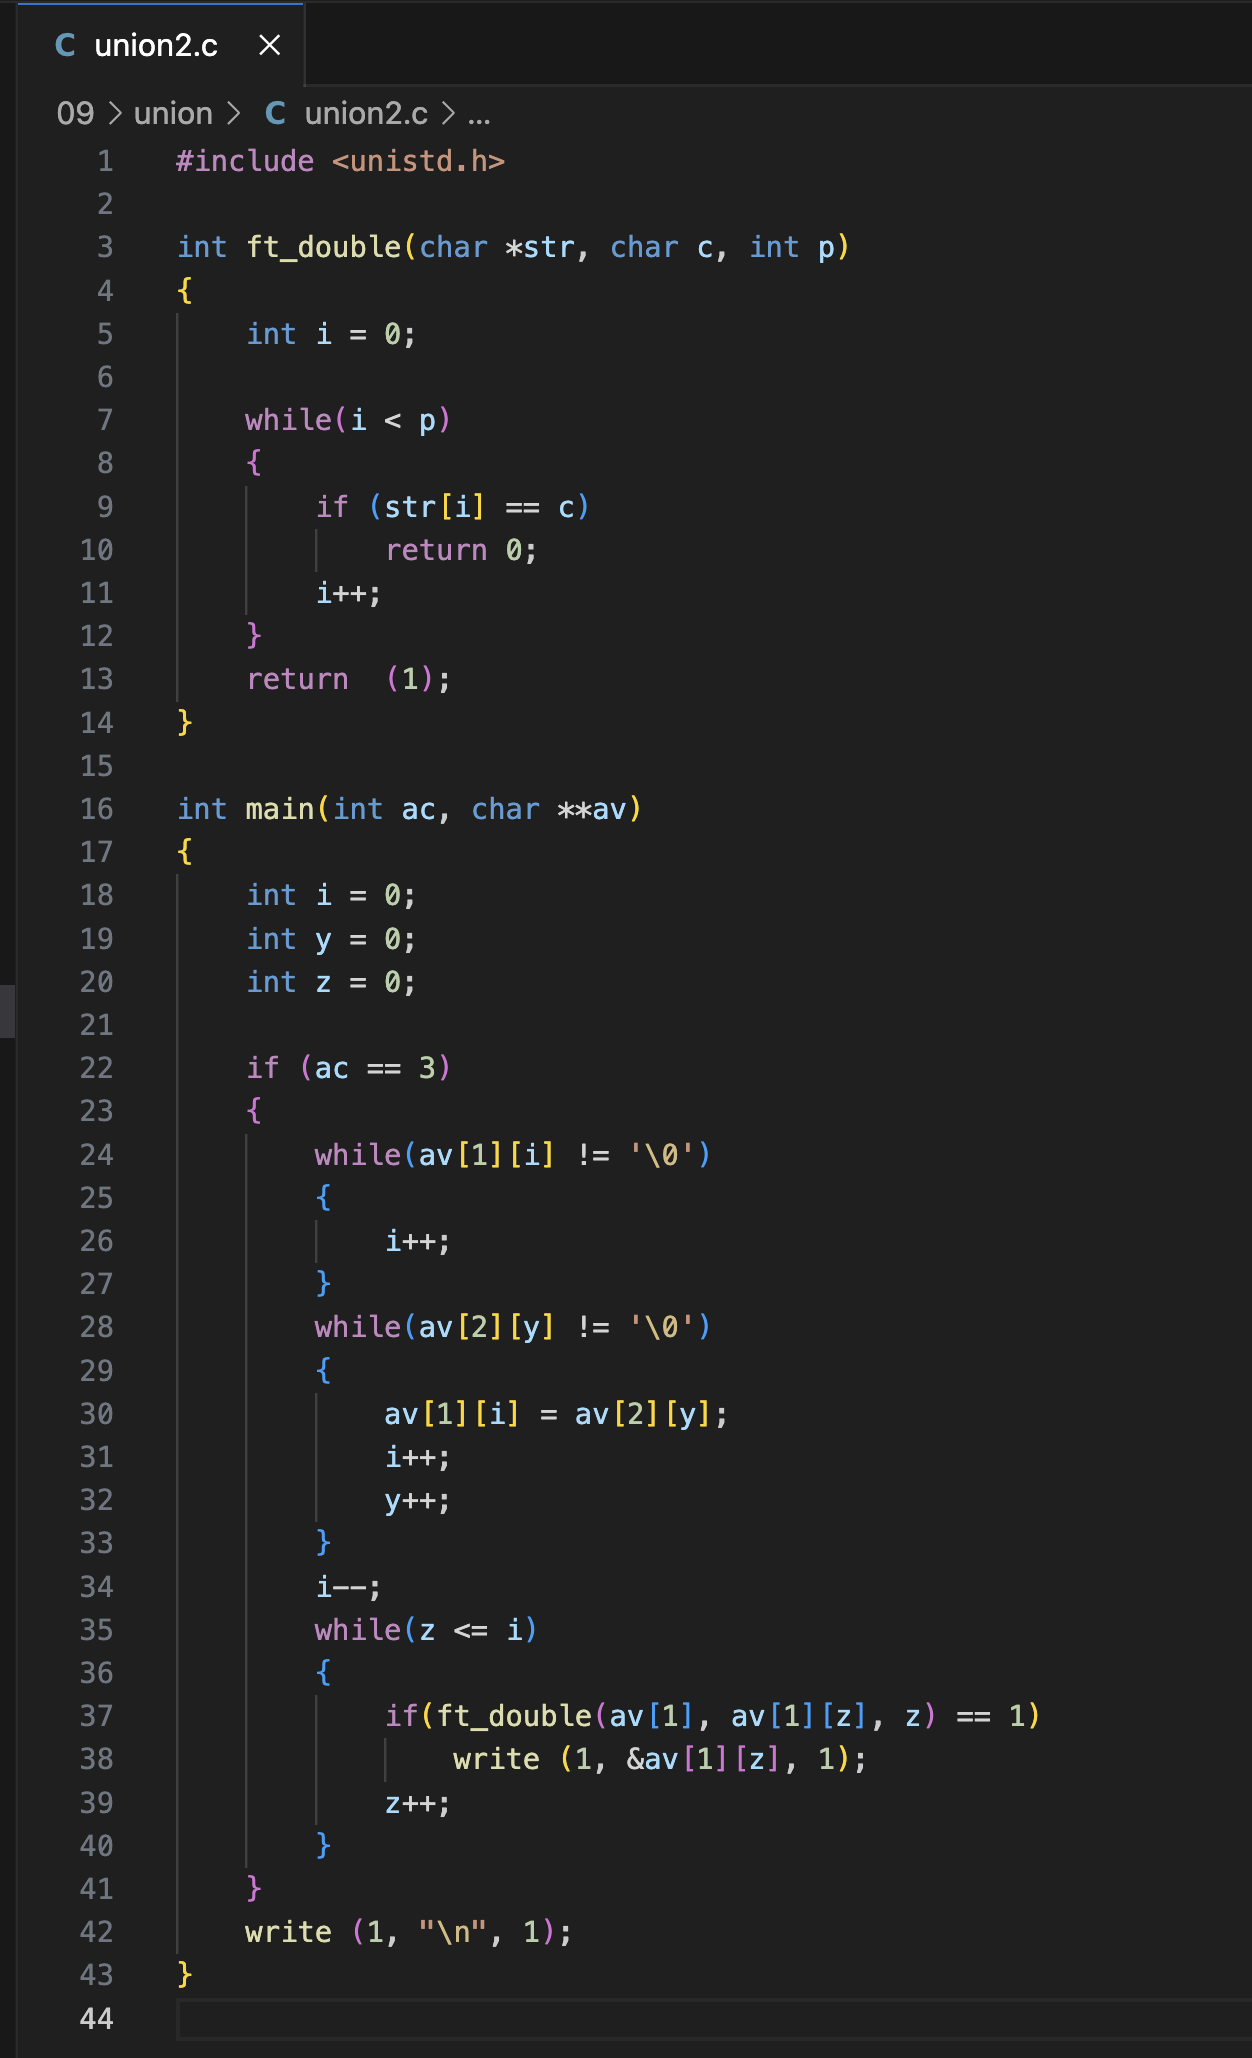 C union2.c ×
09 > union > C union2.c > ...
1 #include <unistd.h>
2
3 int ft_double(char *str, char c, int p)
4 {
5     int i = 0;
6
7     while(i < p)
8     {
9         if (str[i] == c)
10             return 0;
11         i++;
12     }
13     return  (1);
14 }
15
16 int main(int ac, char **av)
17 {
18     int i = 0;
19     int y = 0;
20     int z = 0;
21
22     if (ac == 3)
23     {
24         while(av[1][i] != '\0')
25         {
26             i++;
27         }
28         while(av[2][y] != '\0')
29         {
30             av[1][i] = av[2][y];
31             i++;
32             y++;
33         }
34         i--;
35         while(z <= i)
36         {
37             if(ft_double(av[1], av[1][z], z) == 1)
38                 write (1, &av[1][z], 1);
39             z++;
40         }
41     }
42     write (1, "\n", 1);
43 }
44